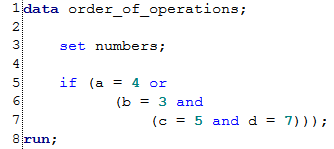 1 data order_of_operations;
2
3 set numbers;
4
5 if (a = 4 or
6 (b = 3 and
7 (c = 5 and d = 7)));
8 run;